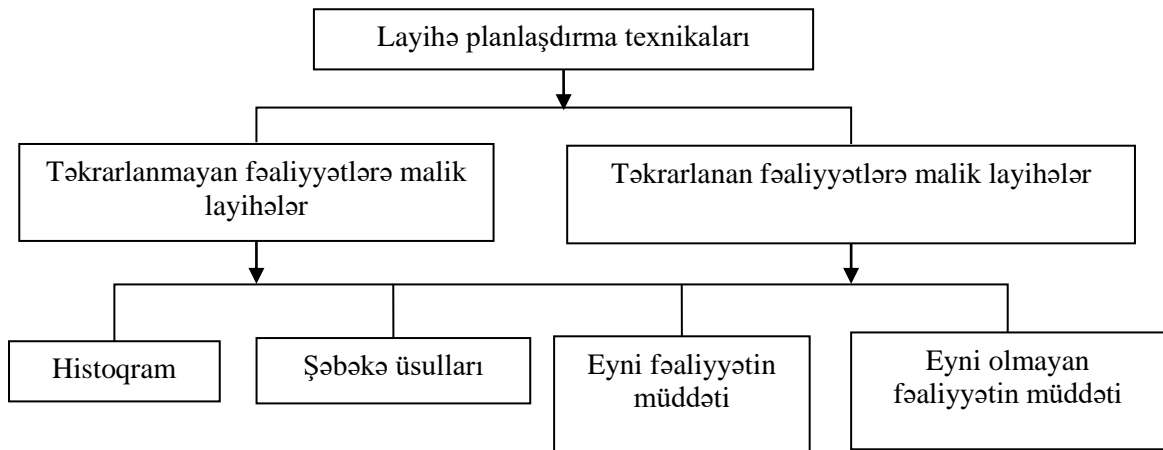 Layihə planlaşdırma texnikaları
Təkrarlanmayan fəaliyyətlərə malik
layihələr
Təkrarlanan fəaliyyətlərə malik layihələr
Histoqram
Şəbəkə üsulları
Eyni fəaliyyətin
müddəti
Eyni olmayan
fəaliyyətin müddəti